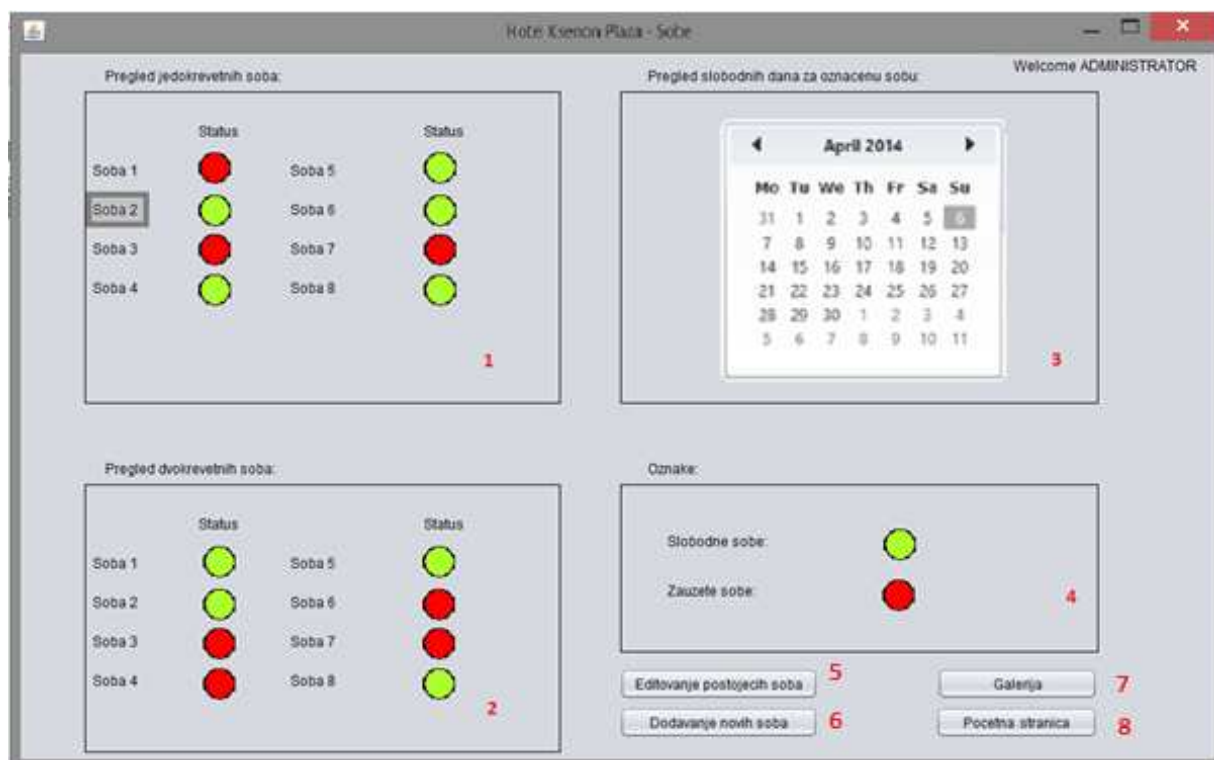 Hotel Ksenon Plaza - Sobe
Welcome ADMINISTRATOR
Pregled jedokrevetnih soba:
Status Status
Soba 1 Soba 5
Soba 2 Soba 6
Soba 3 Soba 7
Soba 4 Soba 8
1
Pregled slobodnih dana za oznacenu sobu:
April 2014
Mo Tu We Th Fr Sa Su
31 1 2 3 4 5 6
7 8 9 10 11 12 13
14 15 16 17 18 19 20
21 22 23 24 25 26 27
28 29 30 1 2 3 4
5 6 7 8 9 10 11
3
Pregled dvokrevetnih soba:
Status Status
Soba 1 Soba 5
Soba 2 Soba 6
Soba 3 Soba 7
Soba 4 Soba 8
2
Oznake:
Slobodne sobe:
Zauzete sobe:
4
Editovanje postojecih soba 5
Galerija 7
Dodavanje novih soba 6
Pocetna stranica 8